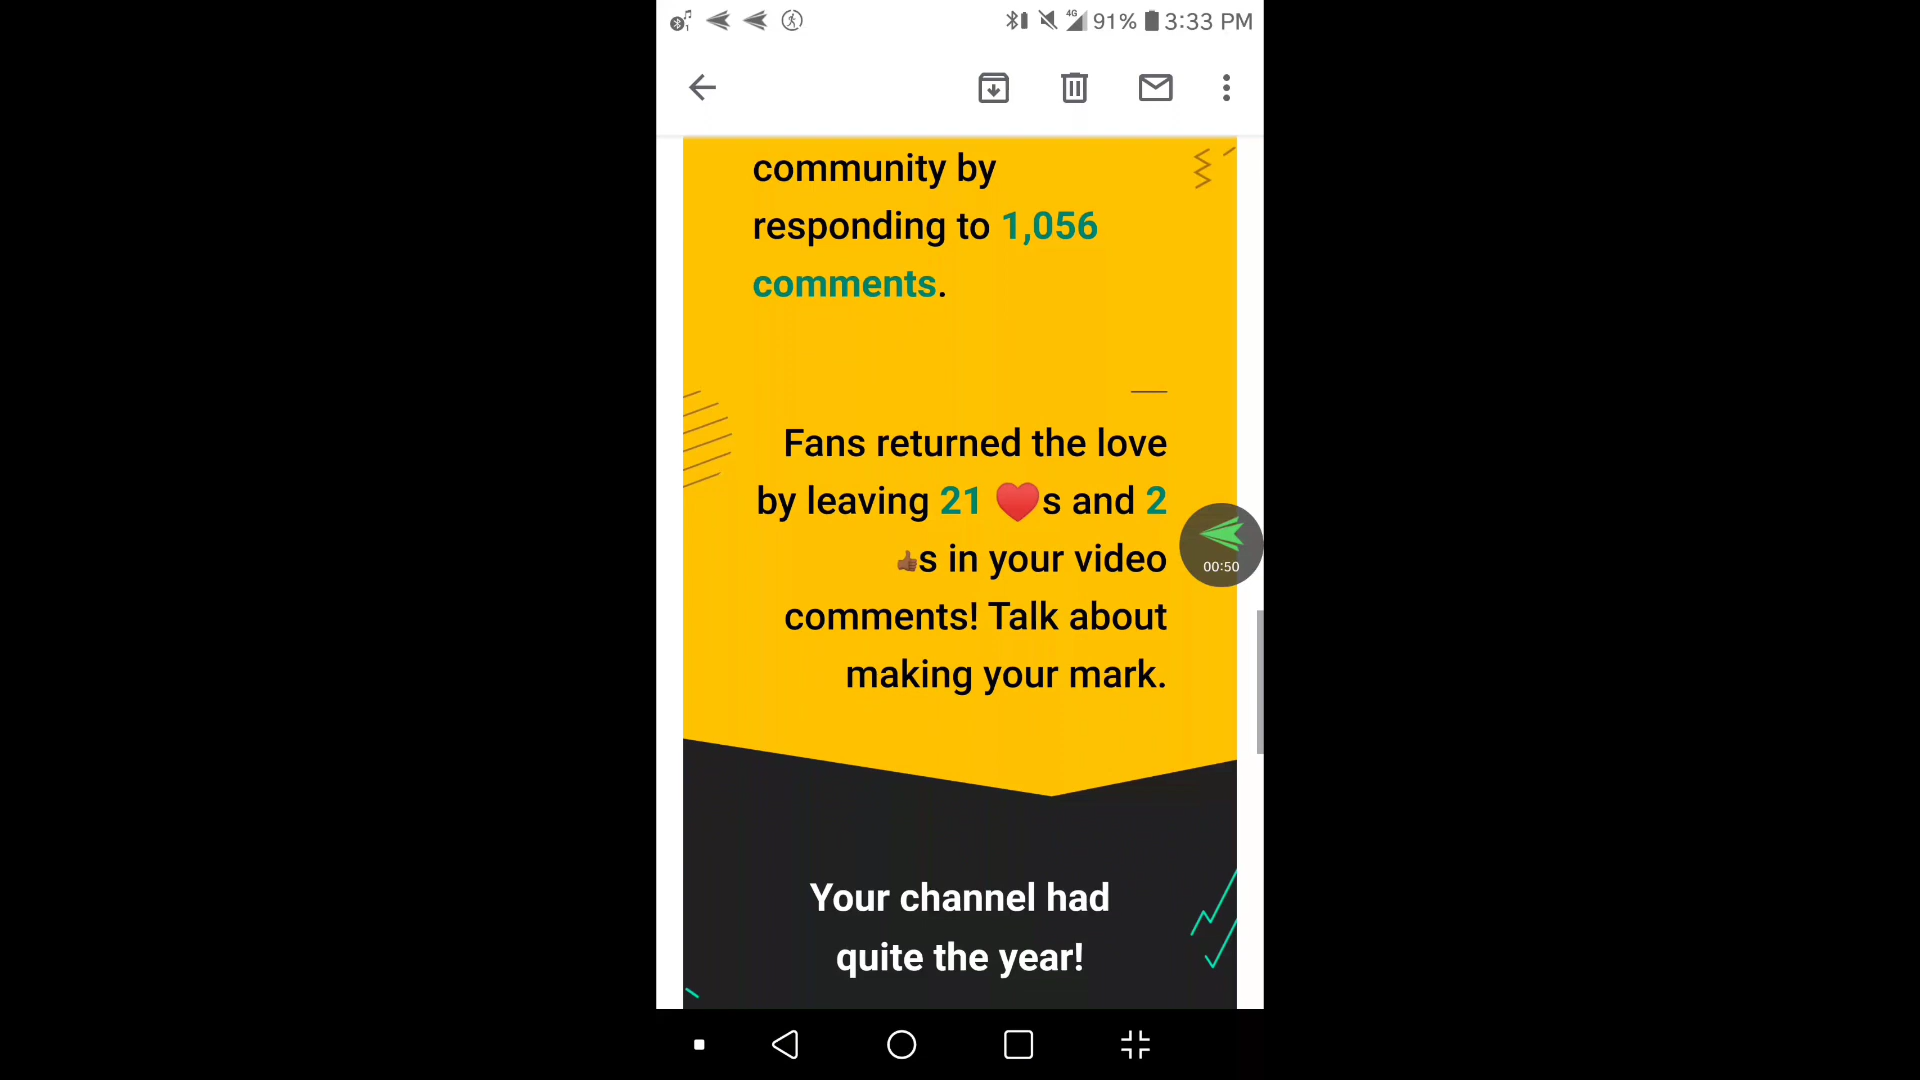 4G 91% 3:33 PM
community by
responding to 1,056
comments.
Fans returned the love
by leaving 21 ❤️s and 2
👍🏾s in your video
comments! Talk about
making your mark.
00:50
Your channel had
quite the year!